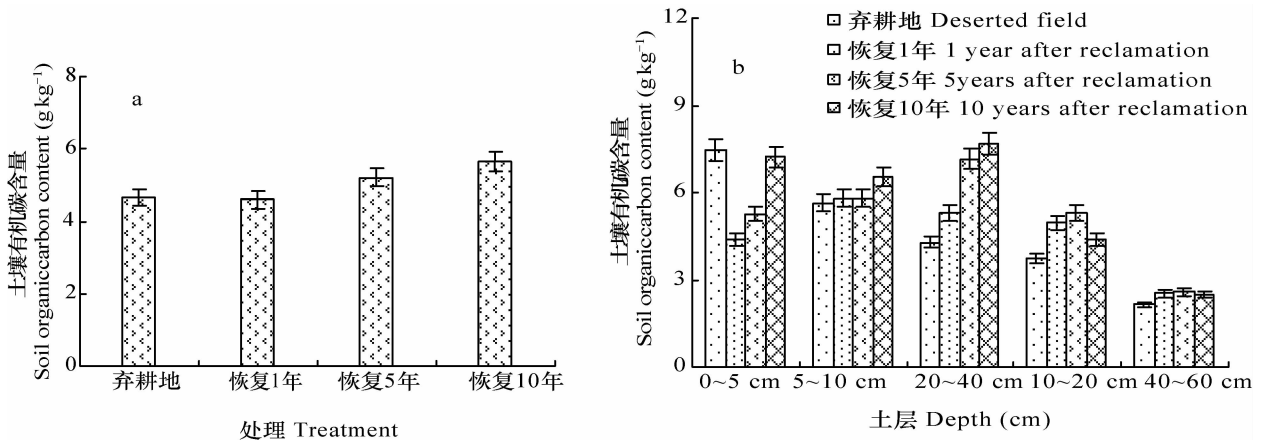 土壤有机碳含量
Soil organiccarbon content (g kg⁻¹)
8
6
4
2
0
a
弃耕地 恢复1年 恢复5年 恢复10年
处理 Treatment
土壤有机碳含量
Soil organiccarbon content (g kg⁻¹)
12
9
6
3
0
b
弃耕地 Deserted field
恢复1年 1 year after reclamation
恢复5年 5years after reclamation
恢复10年 10 years after reclamation
0~5 cm 5~10 cm 20~40 cm 10~20 cm 40~60 cm
土层 Depth (cm)